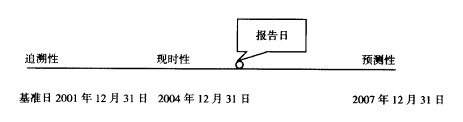 报告日
追溯性 现时性 预测性
基准日 2001 年 12 月 31 日 2004 年 12 月 31 日 2007 年 12 月 31 日